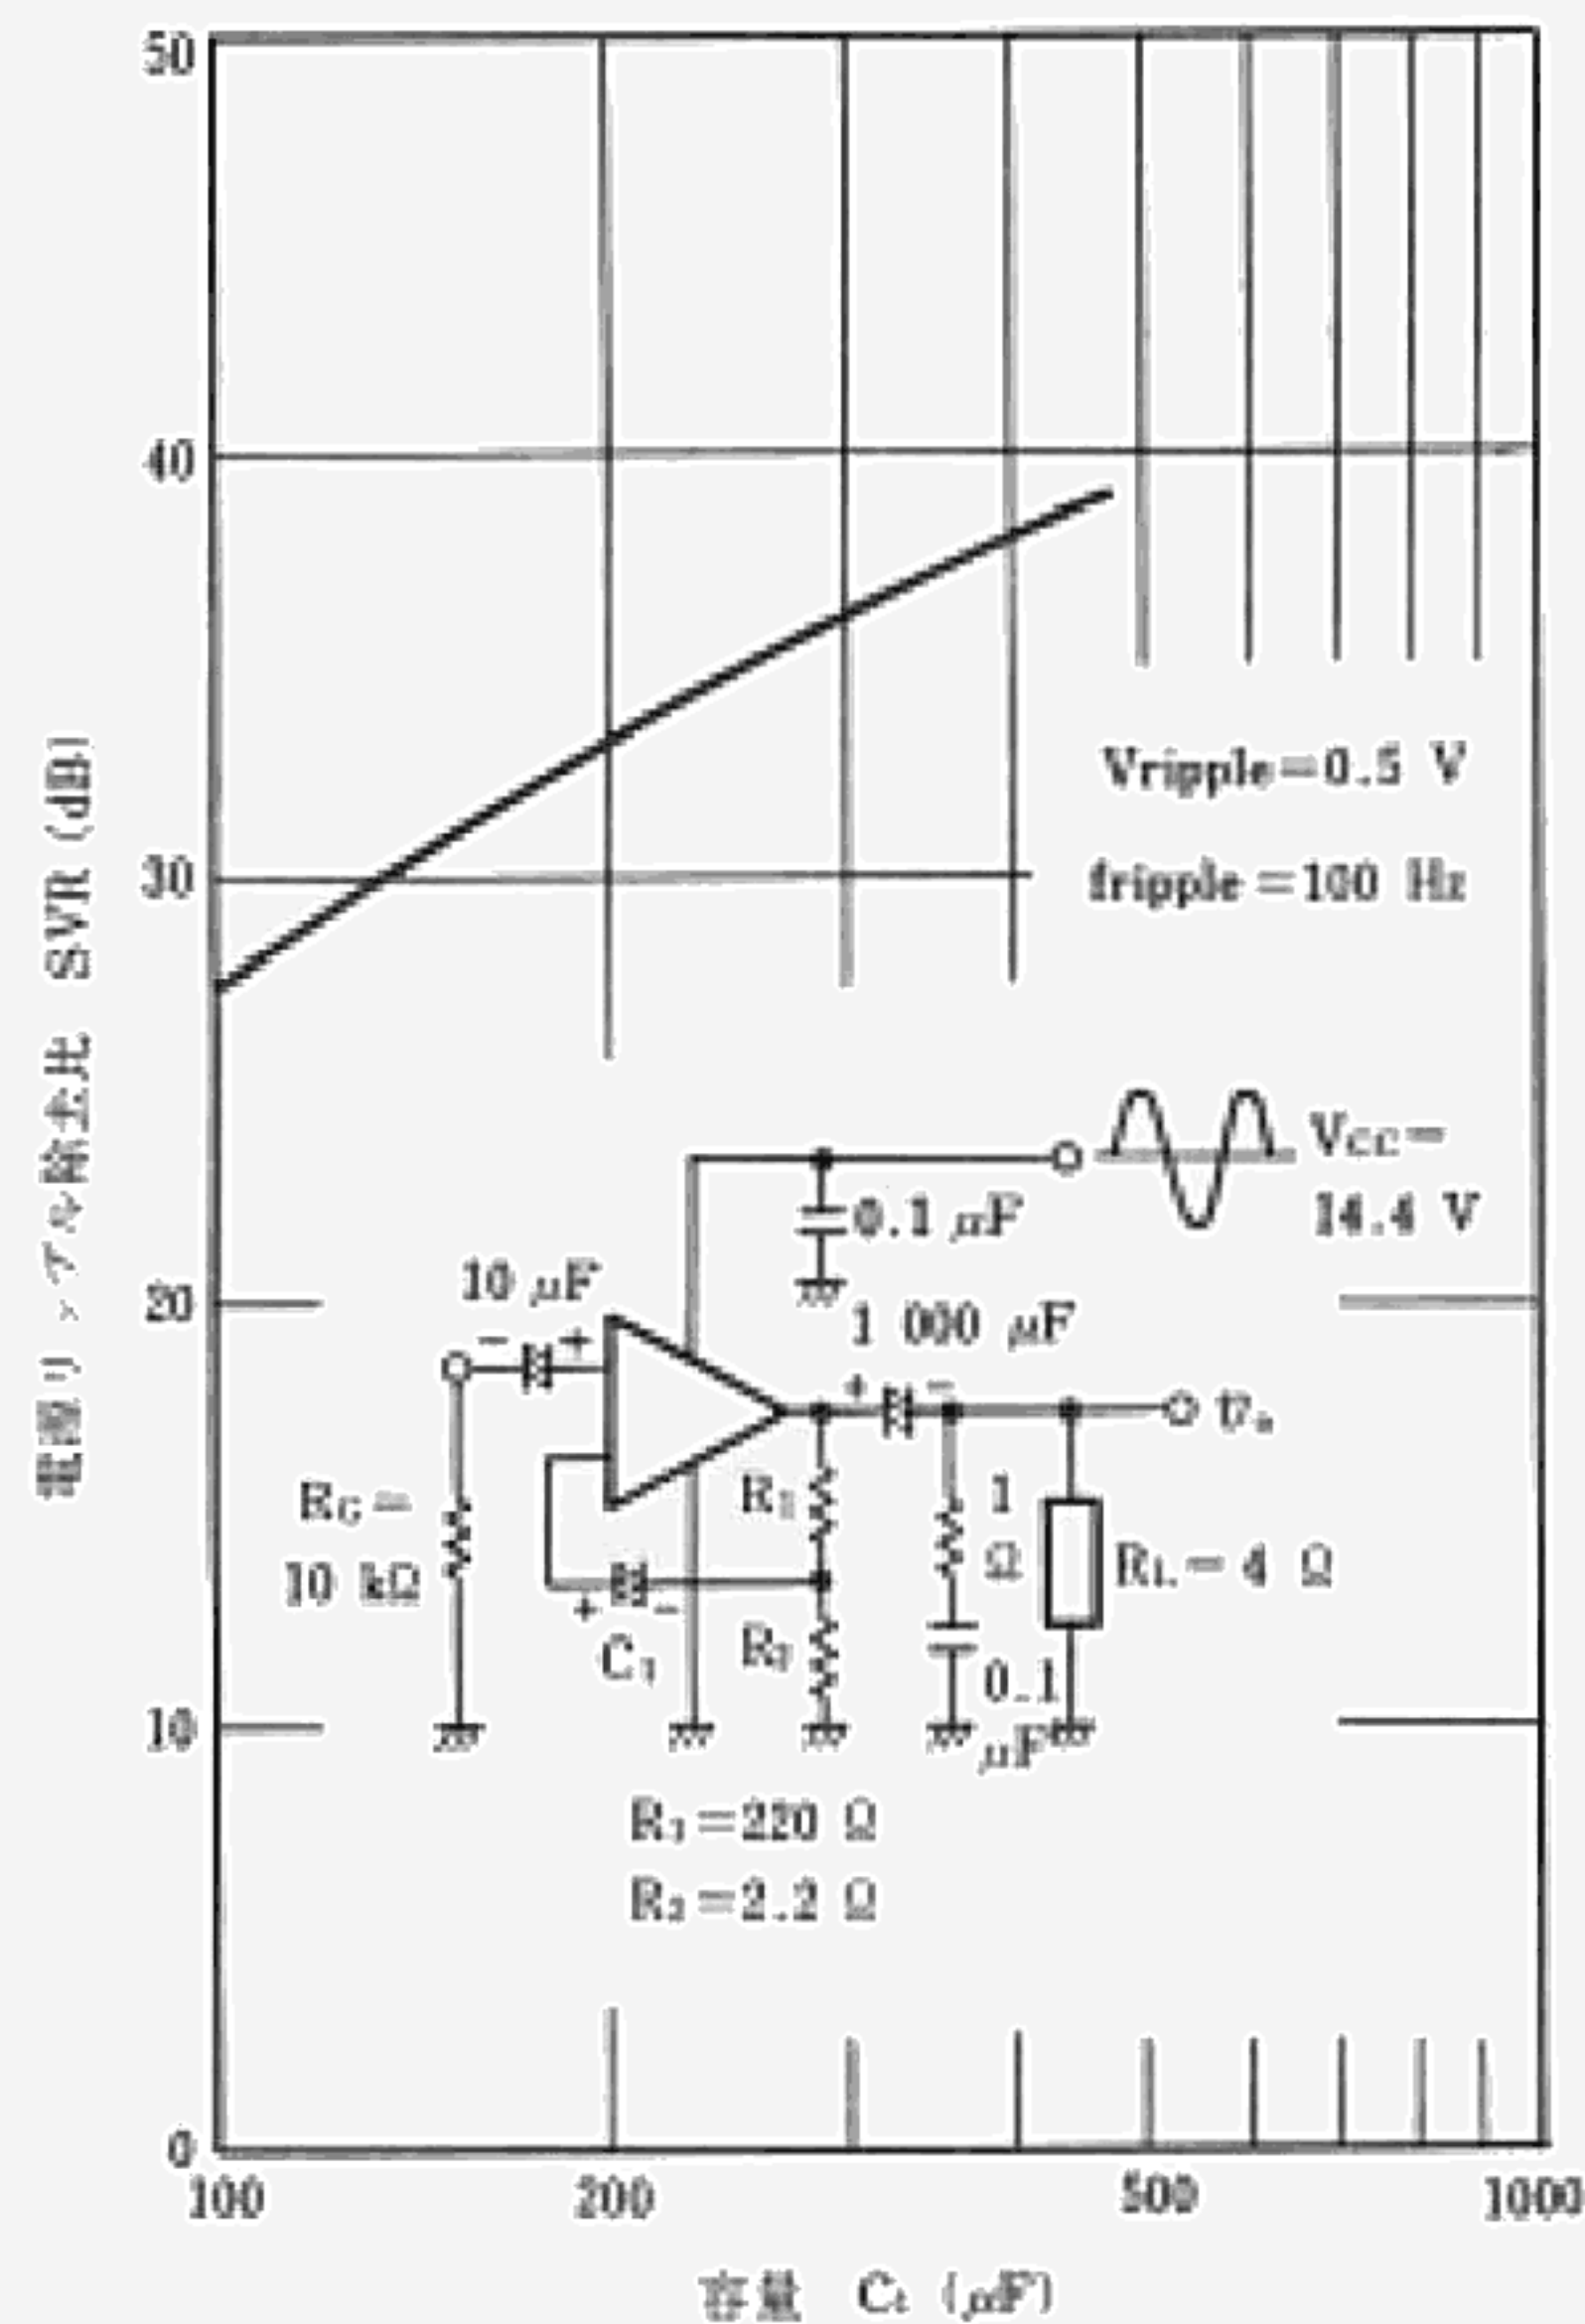 50
40
30
20
10
0
100
200
500
1000
電源リップル除去比 SVR (dB)
容量 C₁ (μF)
Vripple=0.5 V
fripple=100 Hz
VCC=
14.4 V
0.1 μF
10 μF
1 000 μF
+
−
RG=
10 kΩ
R₁
R₂
1
Ω
RL=4 Ω
0.1
μF
R₁=220 Ω
R₂=2.2 Ω